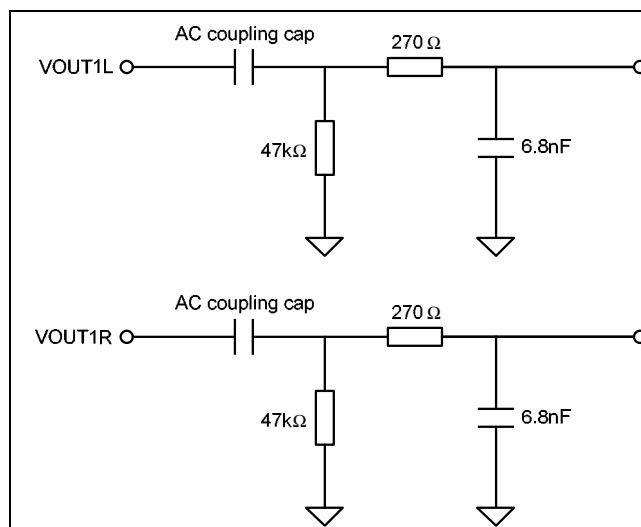 AC coupling cap
270 Ω
VOUT1L
47kΩ
6.8nF
AC coupling cap
270 Ω
VOUT1R
47kΩ
6.8nF